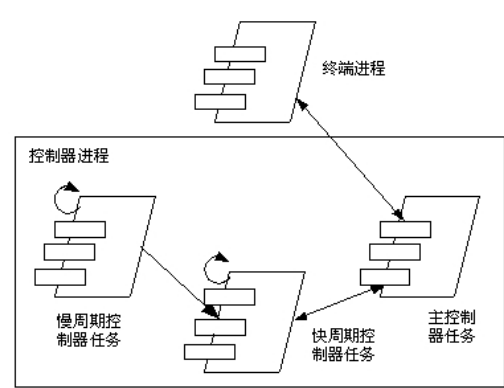 终端进程
控制器进程
慢周期控
制器任务
快周期控
制器任务
主控制
器任务